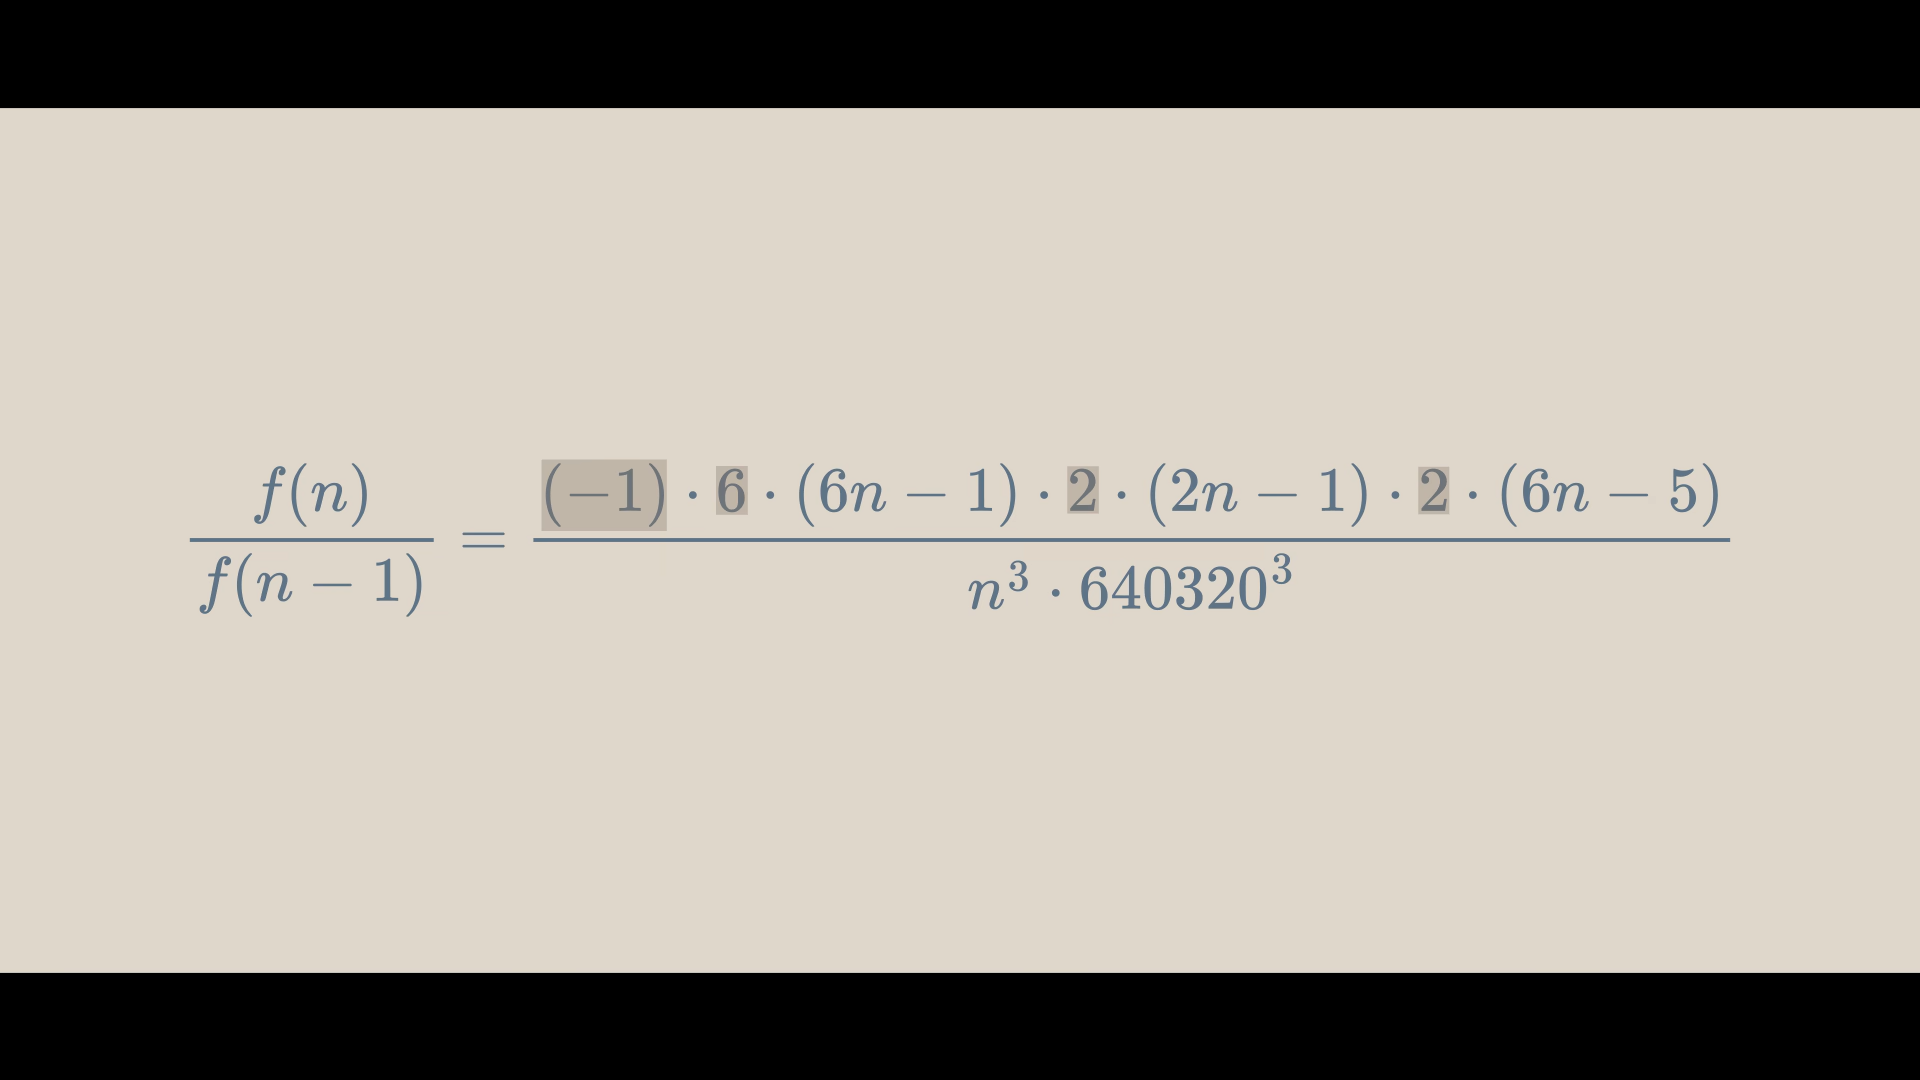 f(n)/f(n − 1) = (−1) · 6 · (6n − 1) · 2 · (2n − 1) · 2 · (6n − 5) / n³ · 640320³